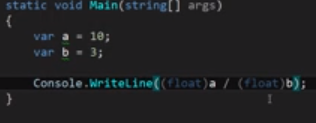 static void Main(string[] args)
{
    var a = 10;
    var b = 3;

    Console.WriteLine((float)a / (float)b);
}